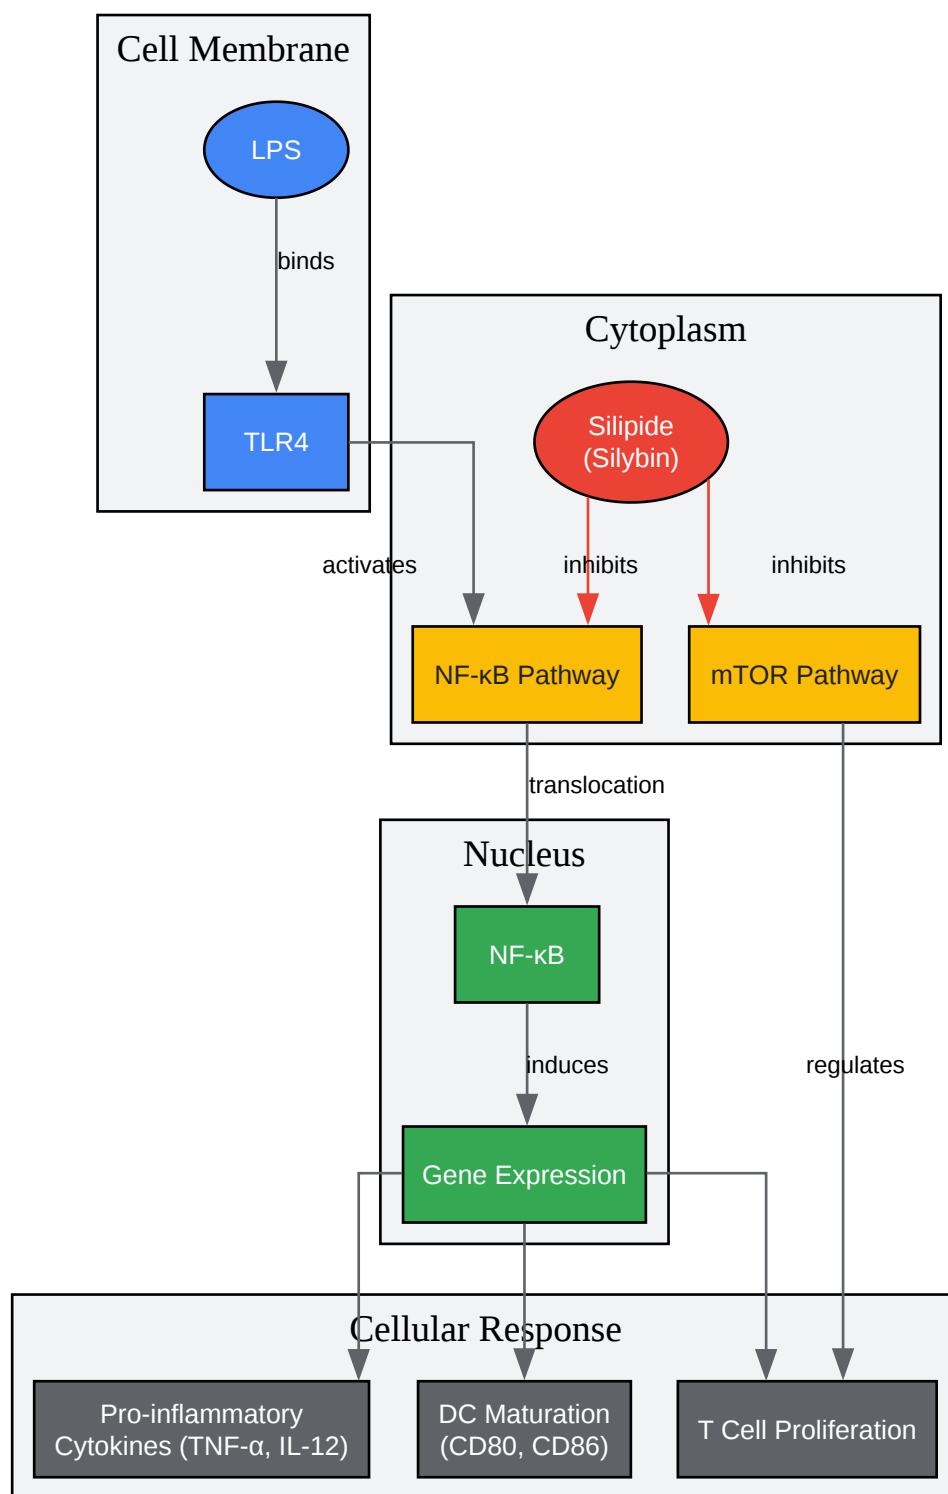 Cell Membrane
LPS
binds
TLR4
Cytoplasm
Silipide
(Silybin)
activates
inhibits
inhibits
NF-κB Pathway
mTOR Pathway
translocation
Nucleus
NF-κB
induces
regulates
Gene Expression
Cellular Response
Pro-inflammatory
Cytokines (TNF-α, IL-12)
DC Maturation
(CD80, CD86)
T Cell Proliferation